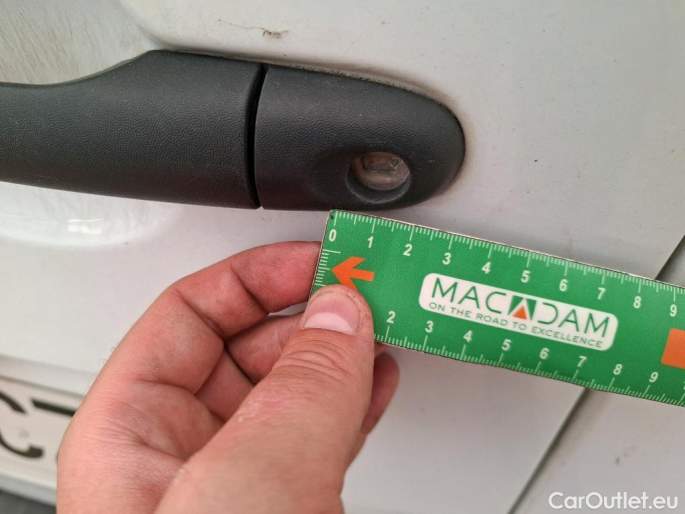 0 1 2 3 4 5 6 7 8 9
MACADAM
ON THE ROAD TO EXCELLENCE
2 3 4 5 6 7 8 9
CarOutlet.eu